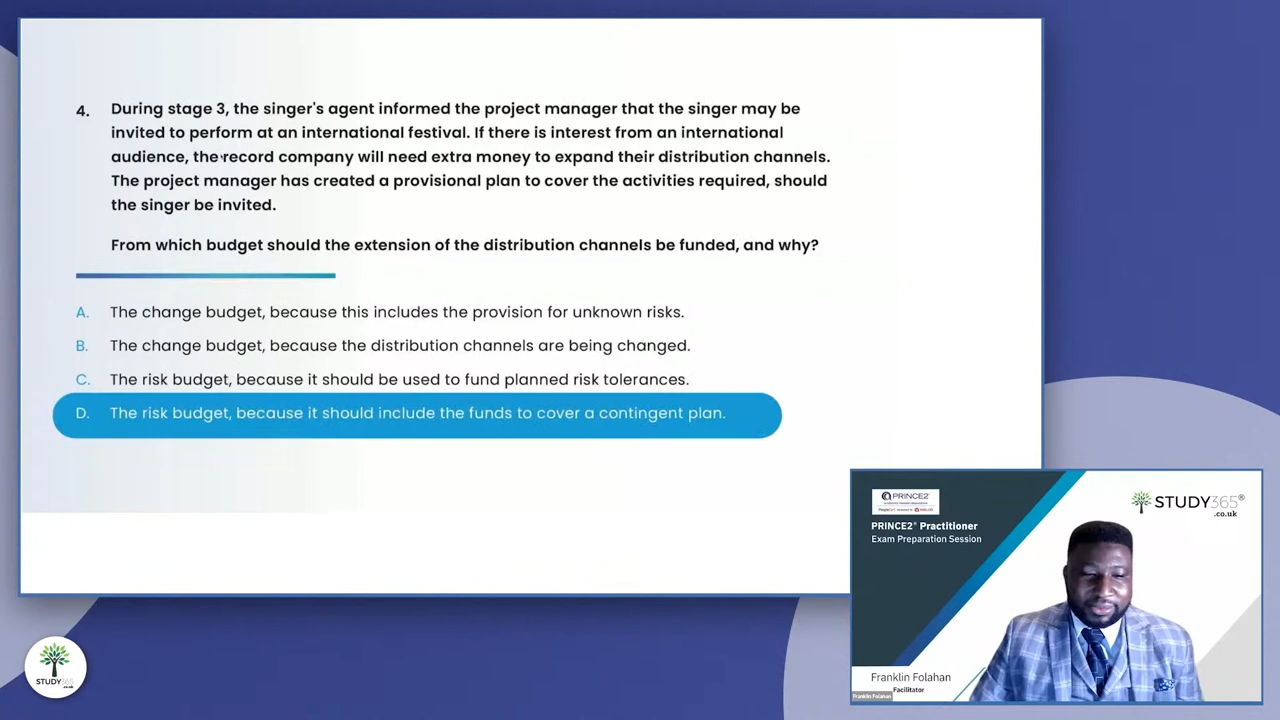 4. During stage 3, the singer's agent informed the project manager that the singer may be
invited to perform at an international festival. If there is interest from an international
audience, the record company will need extra money to expand their distribution channels.
The project manager has created a provisional plan to cover the activities required, should
the singer be invited.
From which budget should the extension of the distribution channels be funded, and why?
A. The change budget, because this includes the provision for unknown risks.
B. The change budget, because the distribution channels are being changed.
C. The risk budget, because it should be used to fund planned risk tolerances.
D. The risk budget, because it should include the funds to cover a contingent plan.
PRINCE2
PRINCE2® Practitioner
Exam Preparation Session
STUDY365®
.co.uk
Franklin Folahan
Facilitator
Franklin Folahan
STUDY365
.co.uk